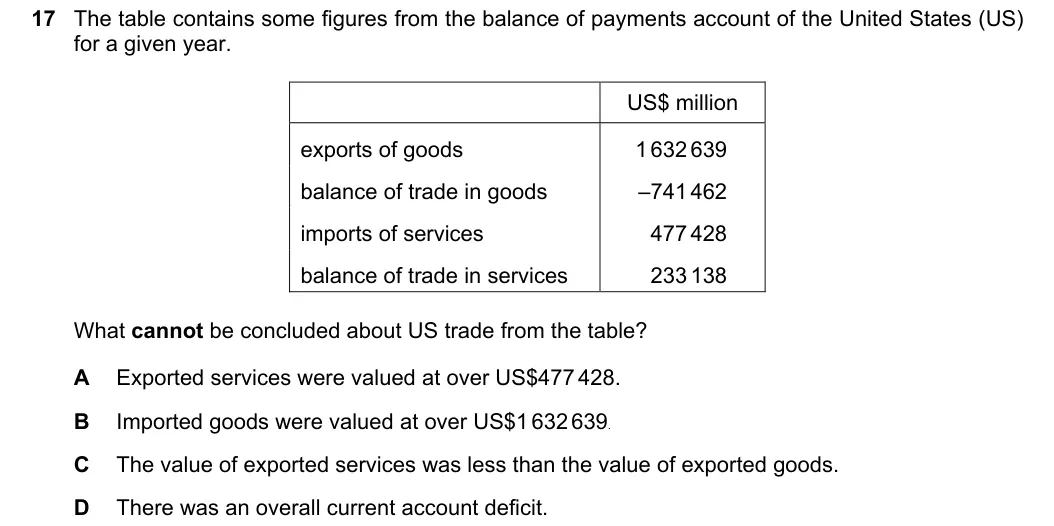 17 The table contains some figures from the balance of payments account of the United States (US)
for a given year.
US$ million
exports of goods 1 632 639
balance of trade in goods –741 462
imports of services 477 428
balance of trade in services 233 138
What cannot be concluded about US trade from the table?
A Exported services were valued at over US$477 428.
B Imported goods were valued at over US$1 632 639.
C The value of exported services was less than the value of exported goods.
D There was an overall current account deficit.